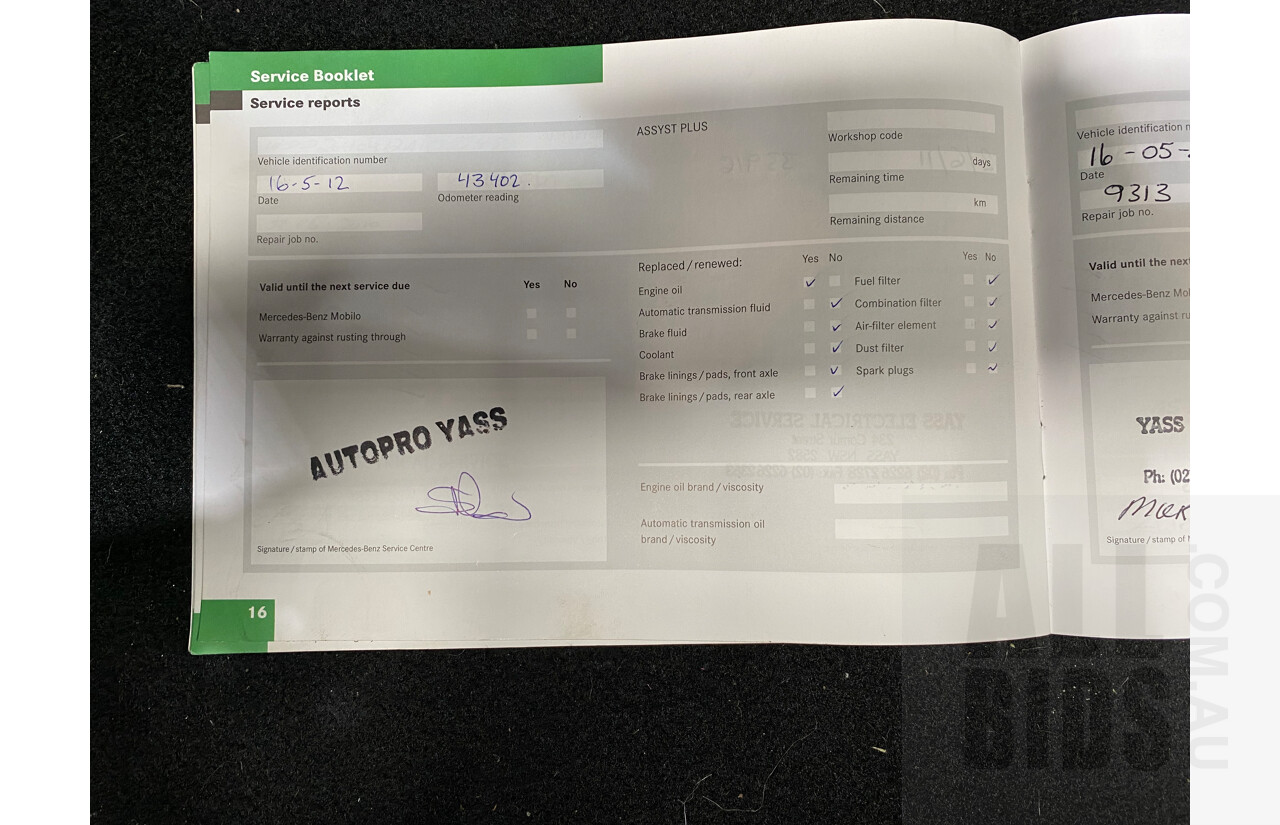 Service Booklet
Service reports
Vehicle identification number
16-5-12
Date
43402.
Odometer reading
Repair job no.
ASSYST PLUS
Workshop code
days
Remaining time
km
Remaining distance
Valid until the next service due Yes No
Mercedes-Benz Mobilo
Warranty against rusting through
AUTOPRO YASS
Signature/stamp of Mercedes-Benz Service Centre
Replaced/renewed: Yes No Yes No
Engine oil ✓ Fuel filter ✓
Automatic transmission fluid ✓ Combination filter ✓
Brake fluid ✓ Air-filter element ✓
Coolant ✓ Dust filter ✓
Brake linings/pads, front axle ✓ Spark plugs ✓
Brake linings/pads, rear axle ✓
Engine oil brand/viscosity
Automatic transmission oil
brand/viscosity
16
Vehicle identification n
16-05-
Date
9313
Repair job no.
Valid until the next
Mercedes-Benz Mo
Warranty against ru
YASS
Ph: (02
Signature/stamp of
ALL
BIDS
.COM.AU